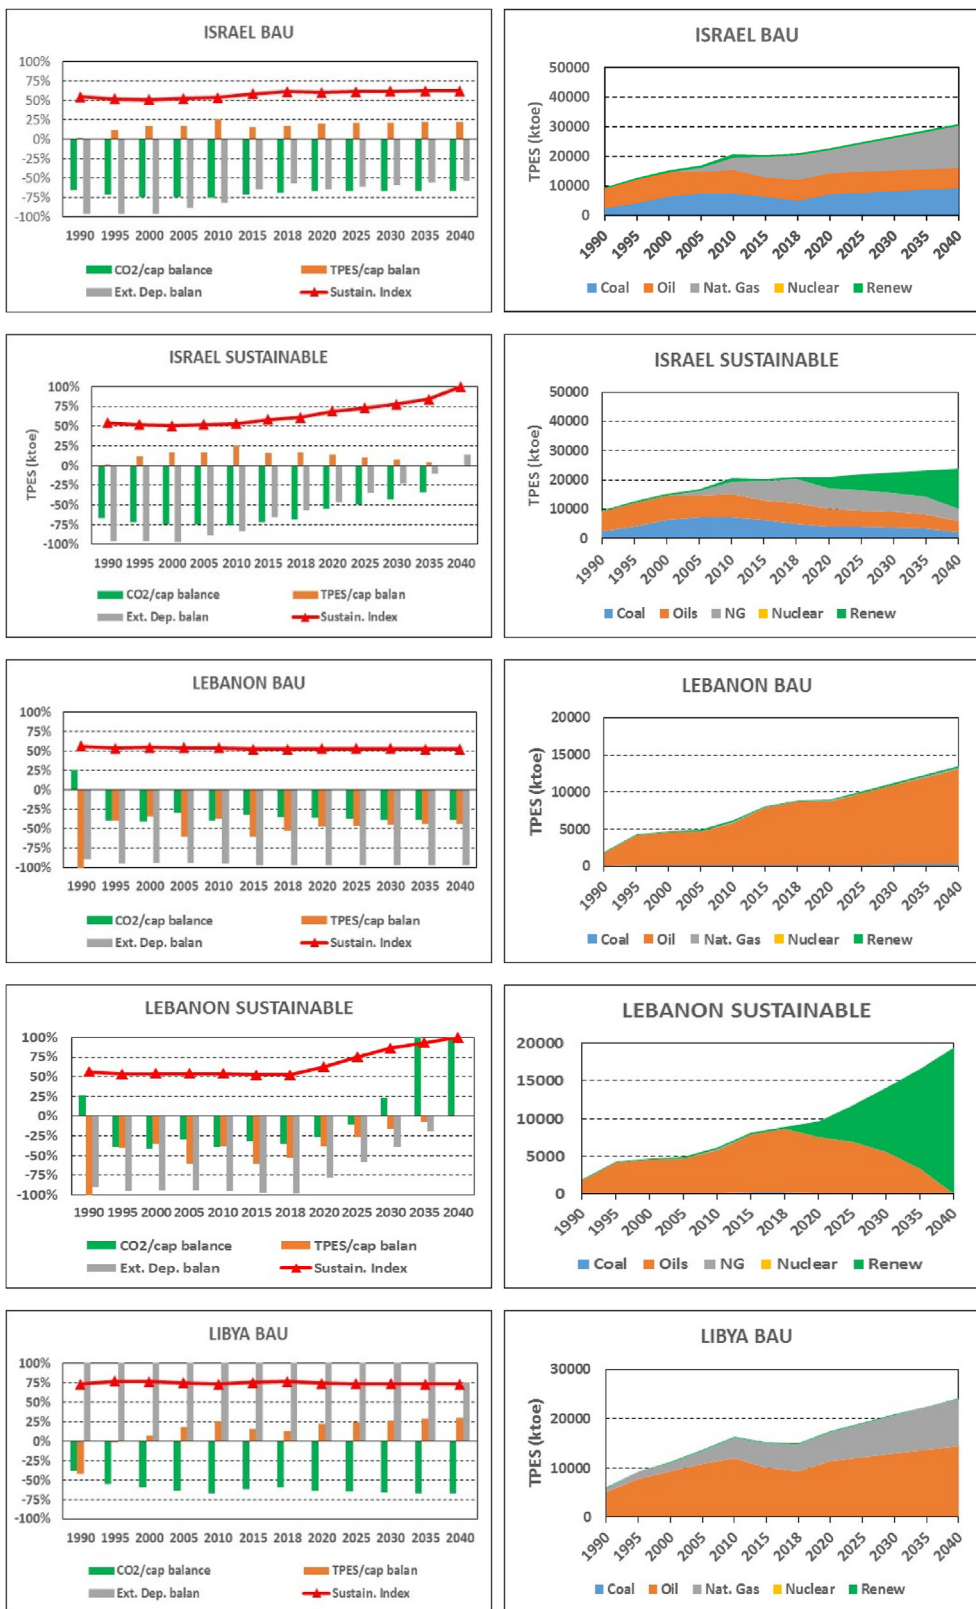 ISRAEL BAU
100%
75%
50%
25%
0%
-25%
-50%
-75%
-100%
1990 1995 2000 2005 2010 2015 2018 2020 2025 2030 2035 2040
CO2/cap balance TPES/cap balan
Ext. Dep. balan Sustain. Index
ISRAEL BAU
TPES (ktoe)
50000
40000
30000
20000
10000
0
1990 1995 2000 2005 2010 2015 2018 2020 2025 2030 2035 2040
Coal Oil Nat. Gas Nuclear Renew
ISRAEL SUSTAINABLE
TPES (ktoe)
100%
75%
50%
25%
0%
-25%
-50%
-75%
-100%
1990 1995 2000 2005 2010 2015 2018 2020 2025 2030 2035 2040
CO2/cap balance TPES/cap balan
Ext. Dep. balan Sustain. Index
ISRAEL SUSTAINABLE
50000
40000
30000
20000
10000
0
1990 1995 2000 2005 2010 2015 2018 2020 2025 2030 2035 2040
Coal Oils NG Nuclear Renew
LEBANON BAU
100%
75%
50%
25%
0%
-25%
-50%
-75%
-100%
1990 1995 2000 2005 2010 2015 2018 2020 2025 2030 2035 2040
CO2/cap balance TPES/cap balan
Ext. Dep. balan Sustain. Index
LEBANON BAU
TPES (ktoe)
20000
15000
10000
5000
0
1990 1995 2000 2005 2010 2015 2018 2020 2025 2030 2035 2040
Coal Oil Nat. Gas Nuclear Renew
LEBANON SUSTAINABLE
100%
75%
50%
25%
0%
-25%
-50%
-75%
-100%
1990 1995 2000 2005 2010 2015 2018 2020 2025 2030 2035 2040
CO2/cap balance TPES/cap balan
Ext. Dep. balan Sustain. Index
LEBANON SUSTAINABLE
20000
15000
10000
5000
0
1990 1995 2000 2005 2010 2015 2018 2020 2025 2030 2035 2040
Coal Oils NG Nuclear Renew
LIBYA BAU
100%
75%
50%
25%
0%
-25%
-50%
-75%
-100%
1990 1995 2000 2005 2010 2015 2018 2020 2025 2030 2035 2040
CO2/cap balance TPES/cap balan
Ext. Dep. balan Sustain. Index
LIBYA BAU
TPES (ktoe)
30000
20000
10000
0
1990 1995 2000 2005 2010 2015 2018 2020 2025 2030 2035 2040
Coal Oil Nat. Gas Nuclear Renew